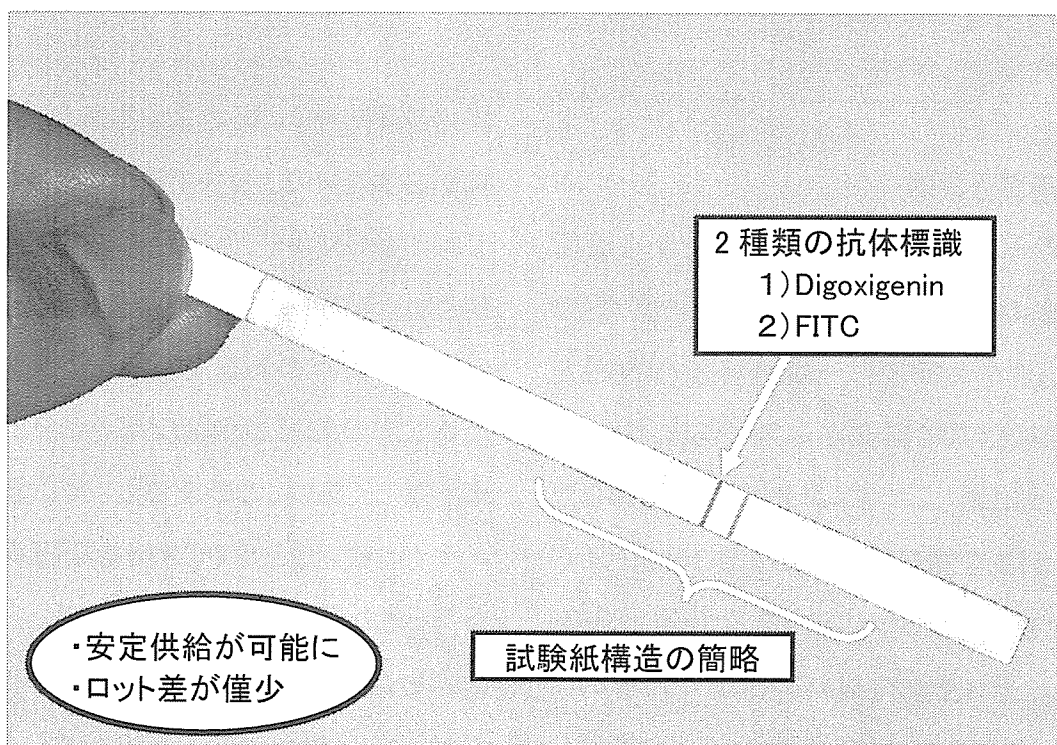 2 種類の抗体標識
1)Digoxigenin
2)FITC
試験紙構造の簡略
・安定供給が可能に
・ロット差が僅少